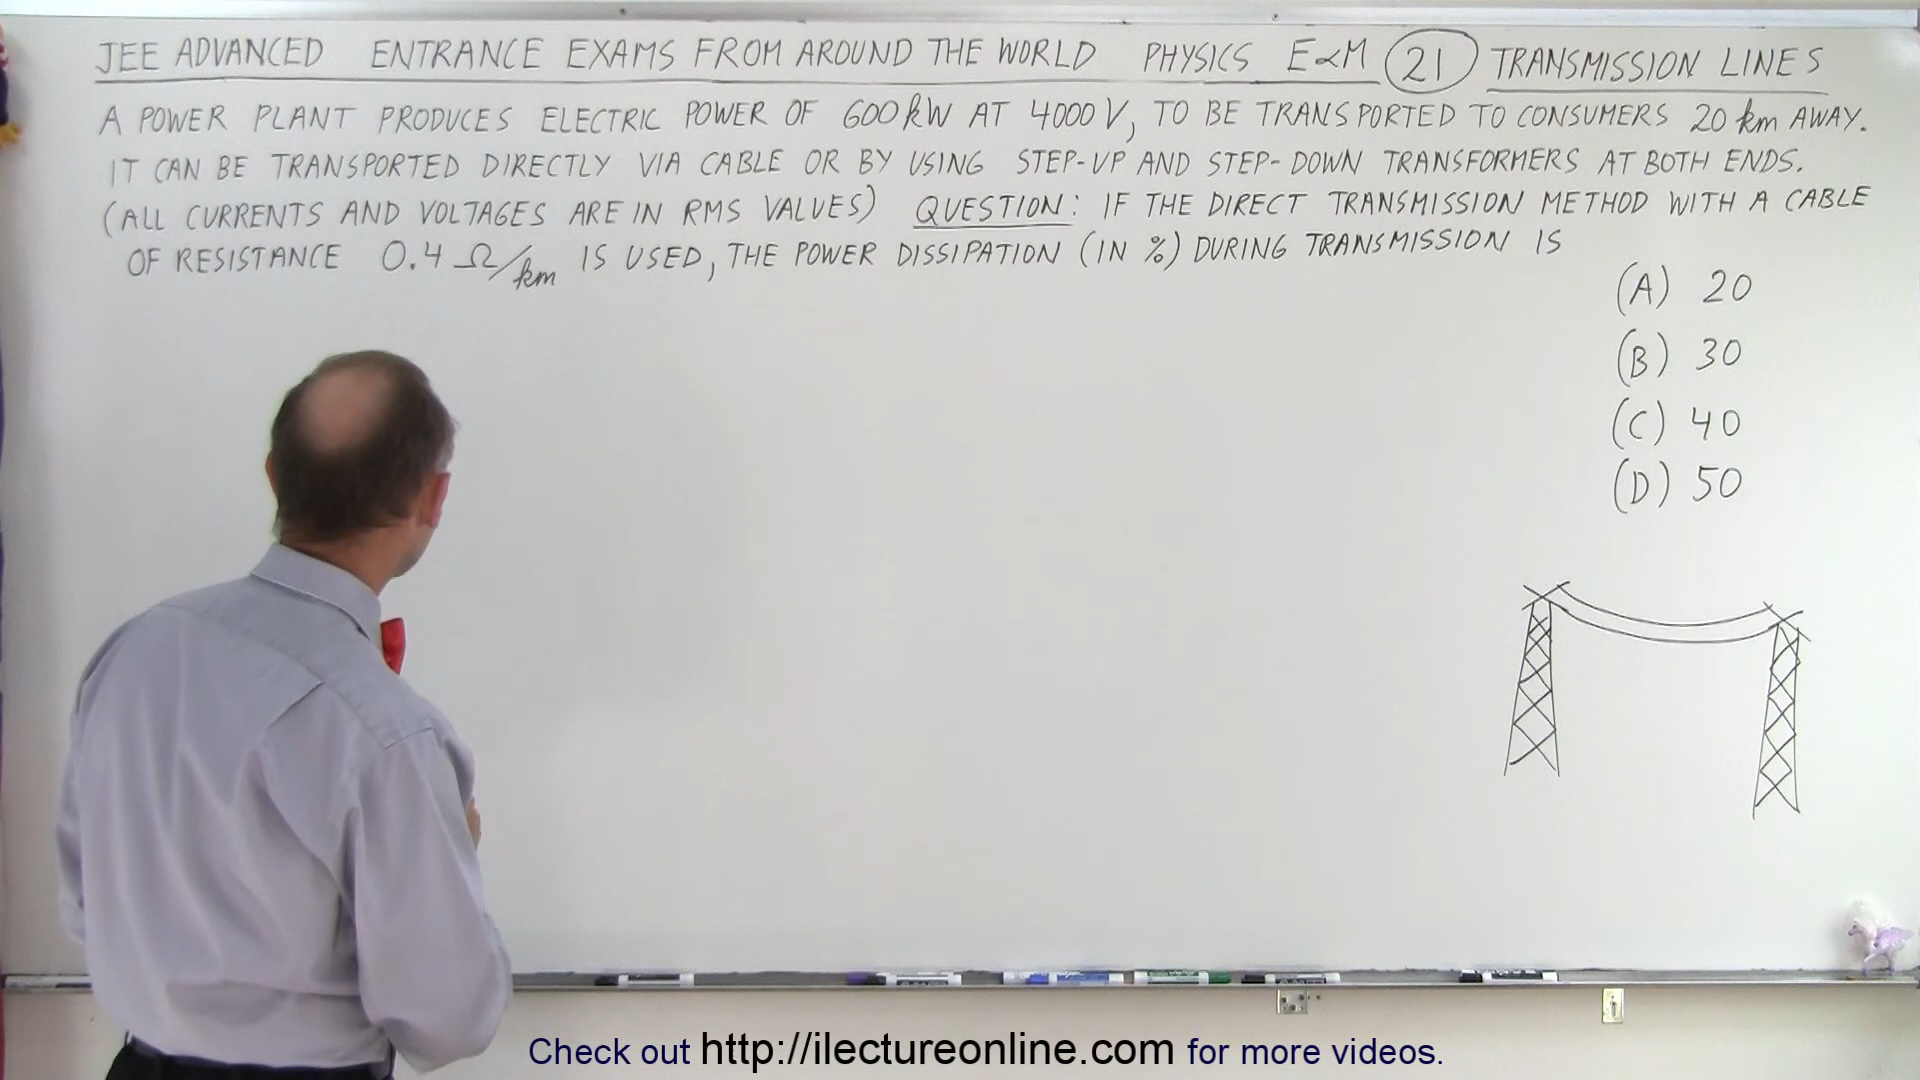 JEE ADVANCED ENTRANCE EXAMS FROM AROUND THE WORLD PHYSICS E&M 21 TRANSMISSION LINES
A POWER PLANT PRODUCES ELECTRIC POWER OF 600 kW AT 4000 V, TO BE TRANSPORTED TO CONSUMERS 20 km AWAY.
IT CAN BE TRANSPORTED DIRECTLY VIA CABLE OR BY USING STEP-UP AND STEP-DOWN TRANSFORMERS AT BOTH ENDS.
(ALL CURRENTS AND VOLTAGES ARE IN RMS VALUES) QUESTION: IF THE DIRECT TRANSMISSION METHOD WITH A CABLE
OF RESISTANCE 0.4 Ω/km IS USED, THE POWER DISSIPATION (IN %) DURING TRANSMISSION IS
(A) 20
(B) 30
(C) 40
(D) 50
Check out http://ilectureonline.com for more videos.